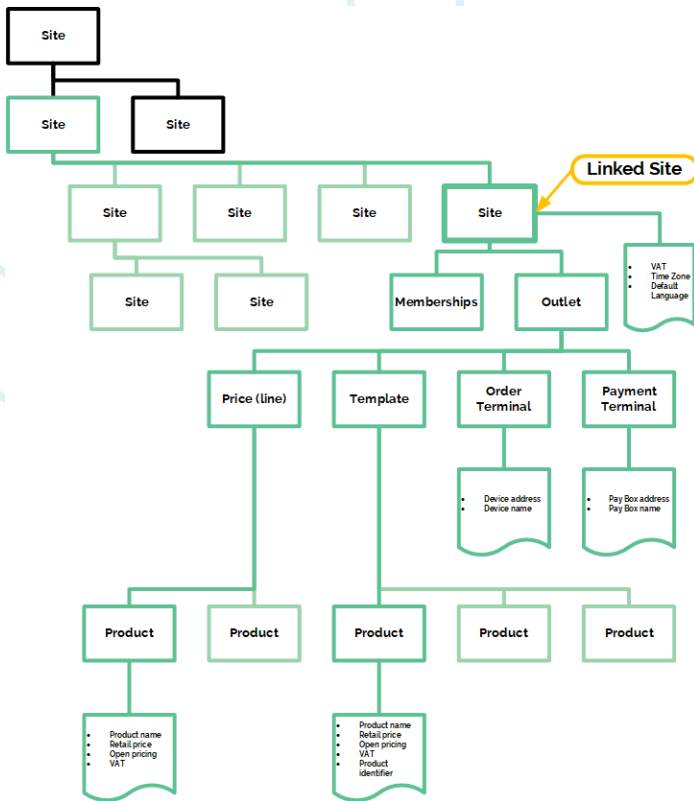 Site
Site
Site
Linked Site
Site
Site
Site
Site
• VAT
• Time Zone
• Default
Language
Site
Site
Memberships
Outlet
Price (line)
Template
Order
Terminal
Payment
Terminal
• Device address
• Device name
• Pay Box address
• Pay Box name
Product
Product
Product
Product
Product
• Product name
• Retail price
• Open pricing
• VAT
• Product name
• Retail price
• Open pricing
• VAT
• Product
identifier